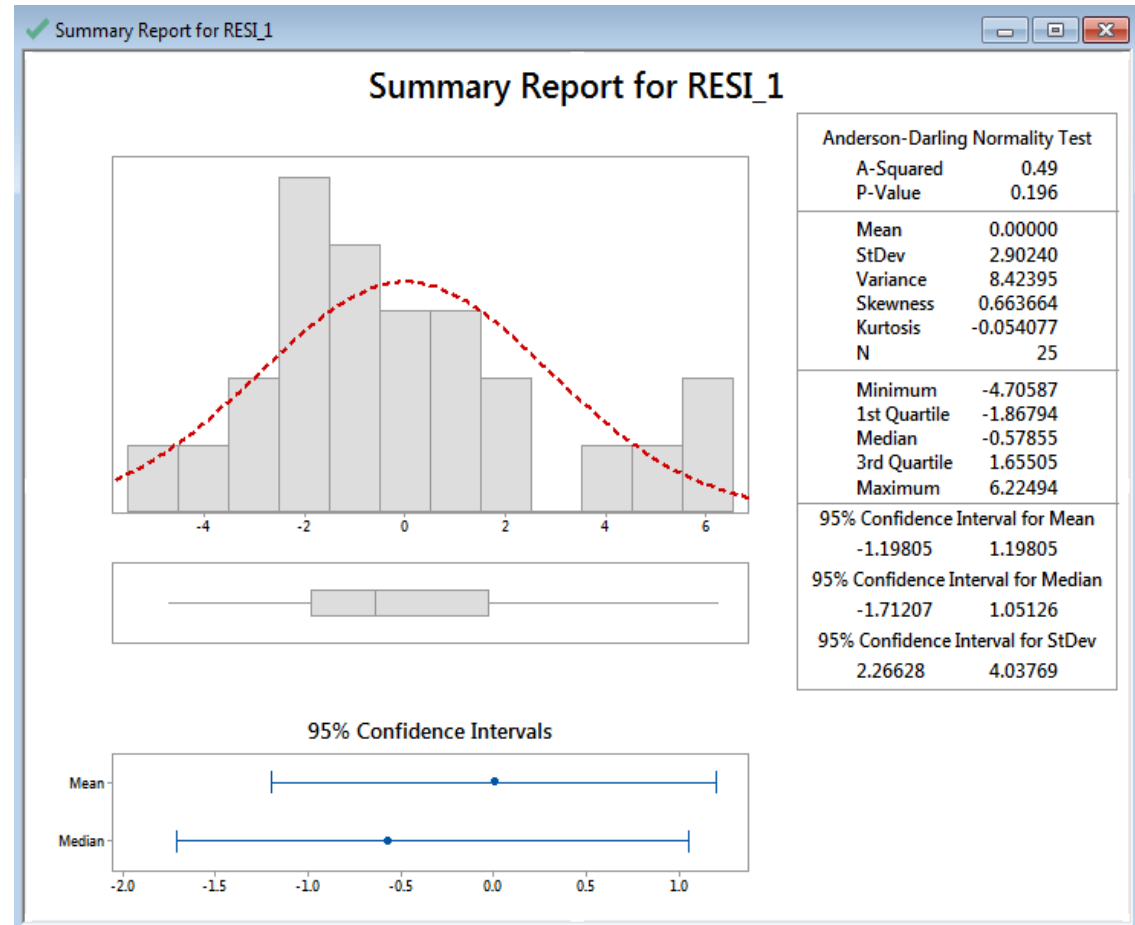 Summary Report for RESI_1
Summary Report for RESI_1
-4 -2 0 2 4 6
95% Confidence Intervals
Mean
Median
-2.0 -1.5 -1.0 -0.5 0.0 0.5 1.0
Anderson-Darling Normality Test
A-Squared 0.49
P-Value 0.196
Mean 0.00000
StDev 2.90240
Variance 8.42395
Skewness 0.663664
Kurtosis -0.054077
N 25
Minimum -4.70587
1st Quartile -1.86794
Median -0.57855
3rd Quartile 1.65505
Maximum 6.22494
95% Confidence Interval for Mean
-1.19805 1.19805
95% Confidence Interval for Median
-1.71207 1.05126
95% Confidence Interval for StDev
2.26628 4.03769